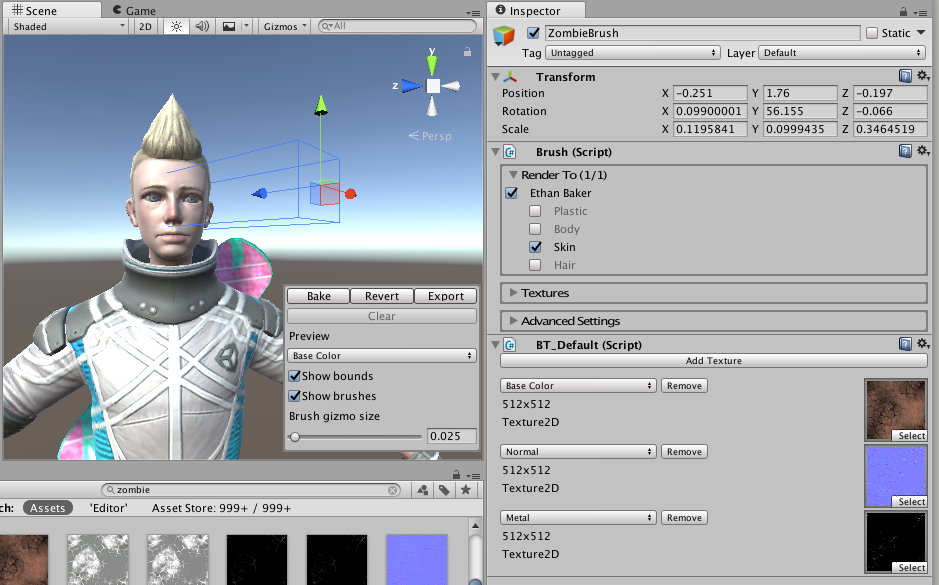 Scene
Game
Shaded
2D
Gizmos
All
y
z
Persp
Bake
Revert
Export
Clear
Preview
Base Color
Show bounds
Show brushes
Brush gizmo size
0.025
zombie
ch:
Assets
'Editor'
Asset Store: 999+ / 999+
Inspector
ZombieBrush
Static
Tag
Untagged
Layer
Default
Transform
Position
X -0.251
Y 1.76
Z -0.197
Rotation
X 0.09900001
Y 56.155
Z -0.066
Scale
X 0.1195841
Y 0.0999435
Z 0.3464519
Brush (Script)
Render To (1/1)
Ethan Baker
Plastic
Body
Skin
Hair
Textures
Advanced Settings
BT_Default (Script)
Add Texture
Base Color
Remove
512x512
Texture2D
Select
Normal
Remove
512x512
Texture2D
Select
Metal
Remove
512x512
Texture2D
Select